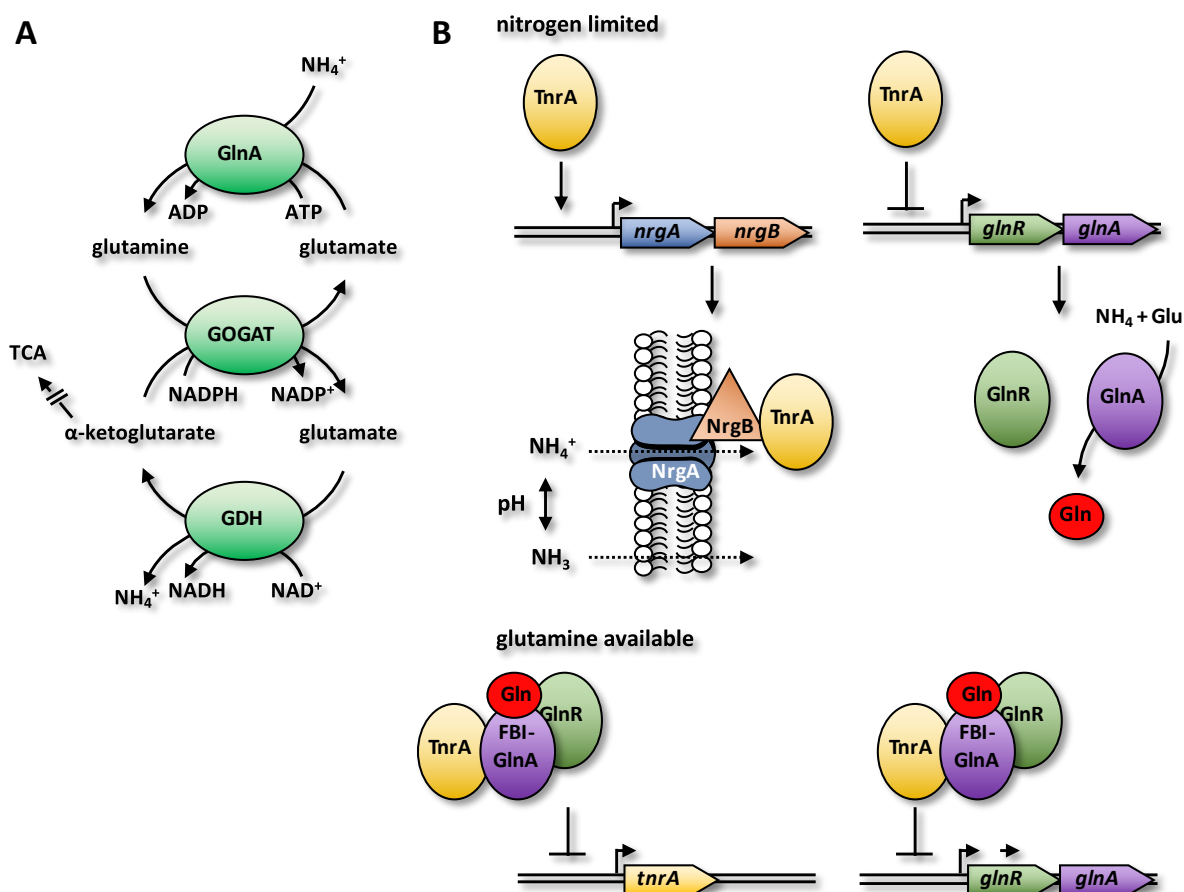 A
NH₄⁺
GlnA
ADP
ATP
glutamine
glutamate
GOGAT
TCA
NADPH
NADP⁺
α-ketoglutarate
glutamate
GDH
NH₄⁺
NADH
NAD⁺
B
nitrogen limited
TnrA
TnrA
nrgA
nrgB
glnR
glnA
NH₄ + Glu
GlnR
GlnA
NrgB
TnrA
NH₄⁺
NrgA
pH
Gln
NH₃
glutamine available
Gln
GlnR
TnrA
FBI-
GlnA
Gln
GlnR
TnrA
FBI-
GlnA
tnrA
glnR
glnA